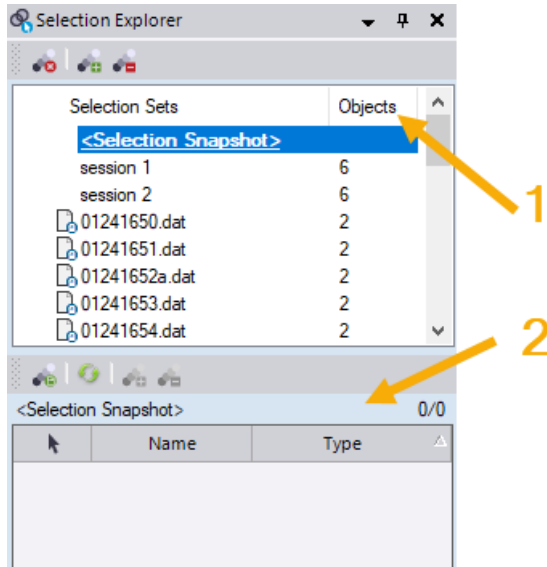 Selection Explorer
Selection Sets Objects
<Selection Snapshot>
session 1 6
session 2 6
01241650.dat 2
01241651.dat 2
01241652a.dat 2
01241653.dat 2
01241654.dat 2
1
2
<Selection Snapshot> 0/0
Name Type